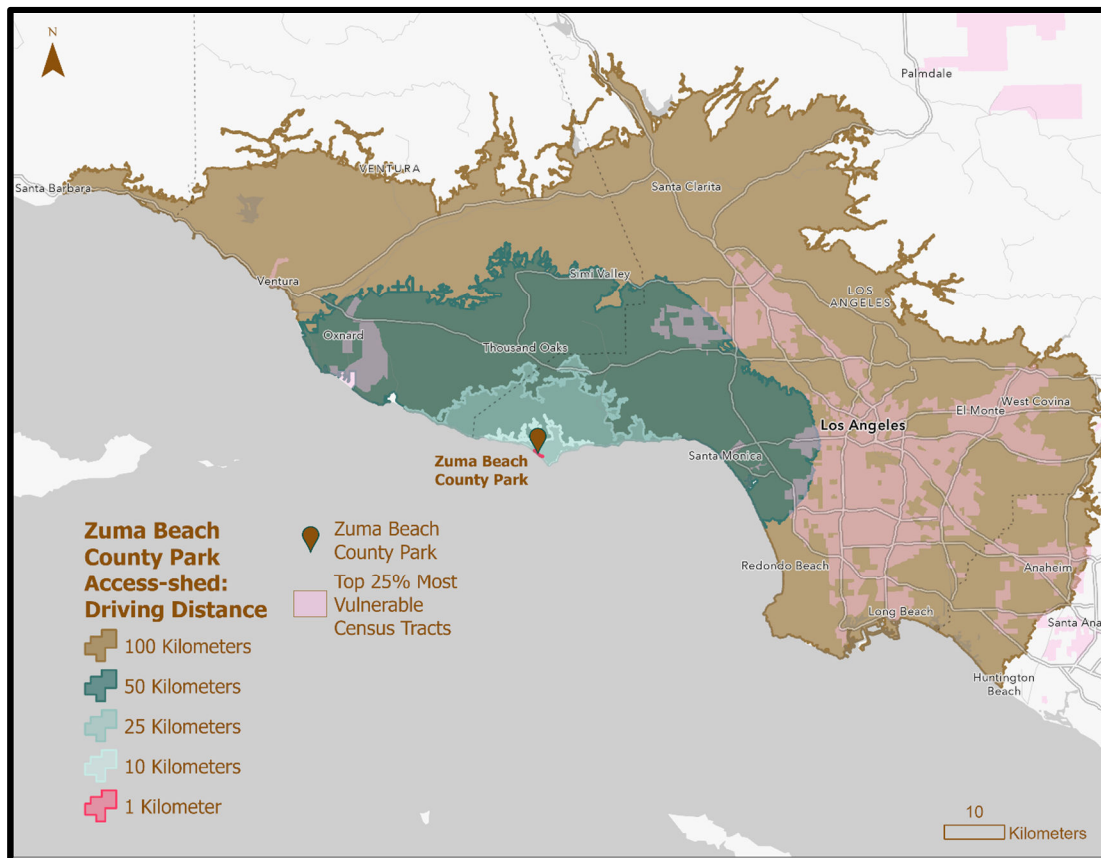 N
Palmdale
VENTURA
Santa Barbara
Santa Clarita
Ventura
Simi Valley
LOS
ANGELES
Oxnard
Thousand Oaks
West Covina
El Monte
Los Angeles
Santa Monica
Zuma Beach
County Park
Redondo Beach
Anaheim
Long Beach
Santa Ana
Huntington
Beach
Zuma Beach
County Park
Access-shed:
Driving Distance
100 Kilometers
50 Kilometers
25 Kilometers
10 Kilometers
1 Kilometer
Zuma Beach
County Park
Top 25% Most
Vulnerable
Census Tracts
10
Kilometers